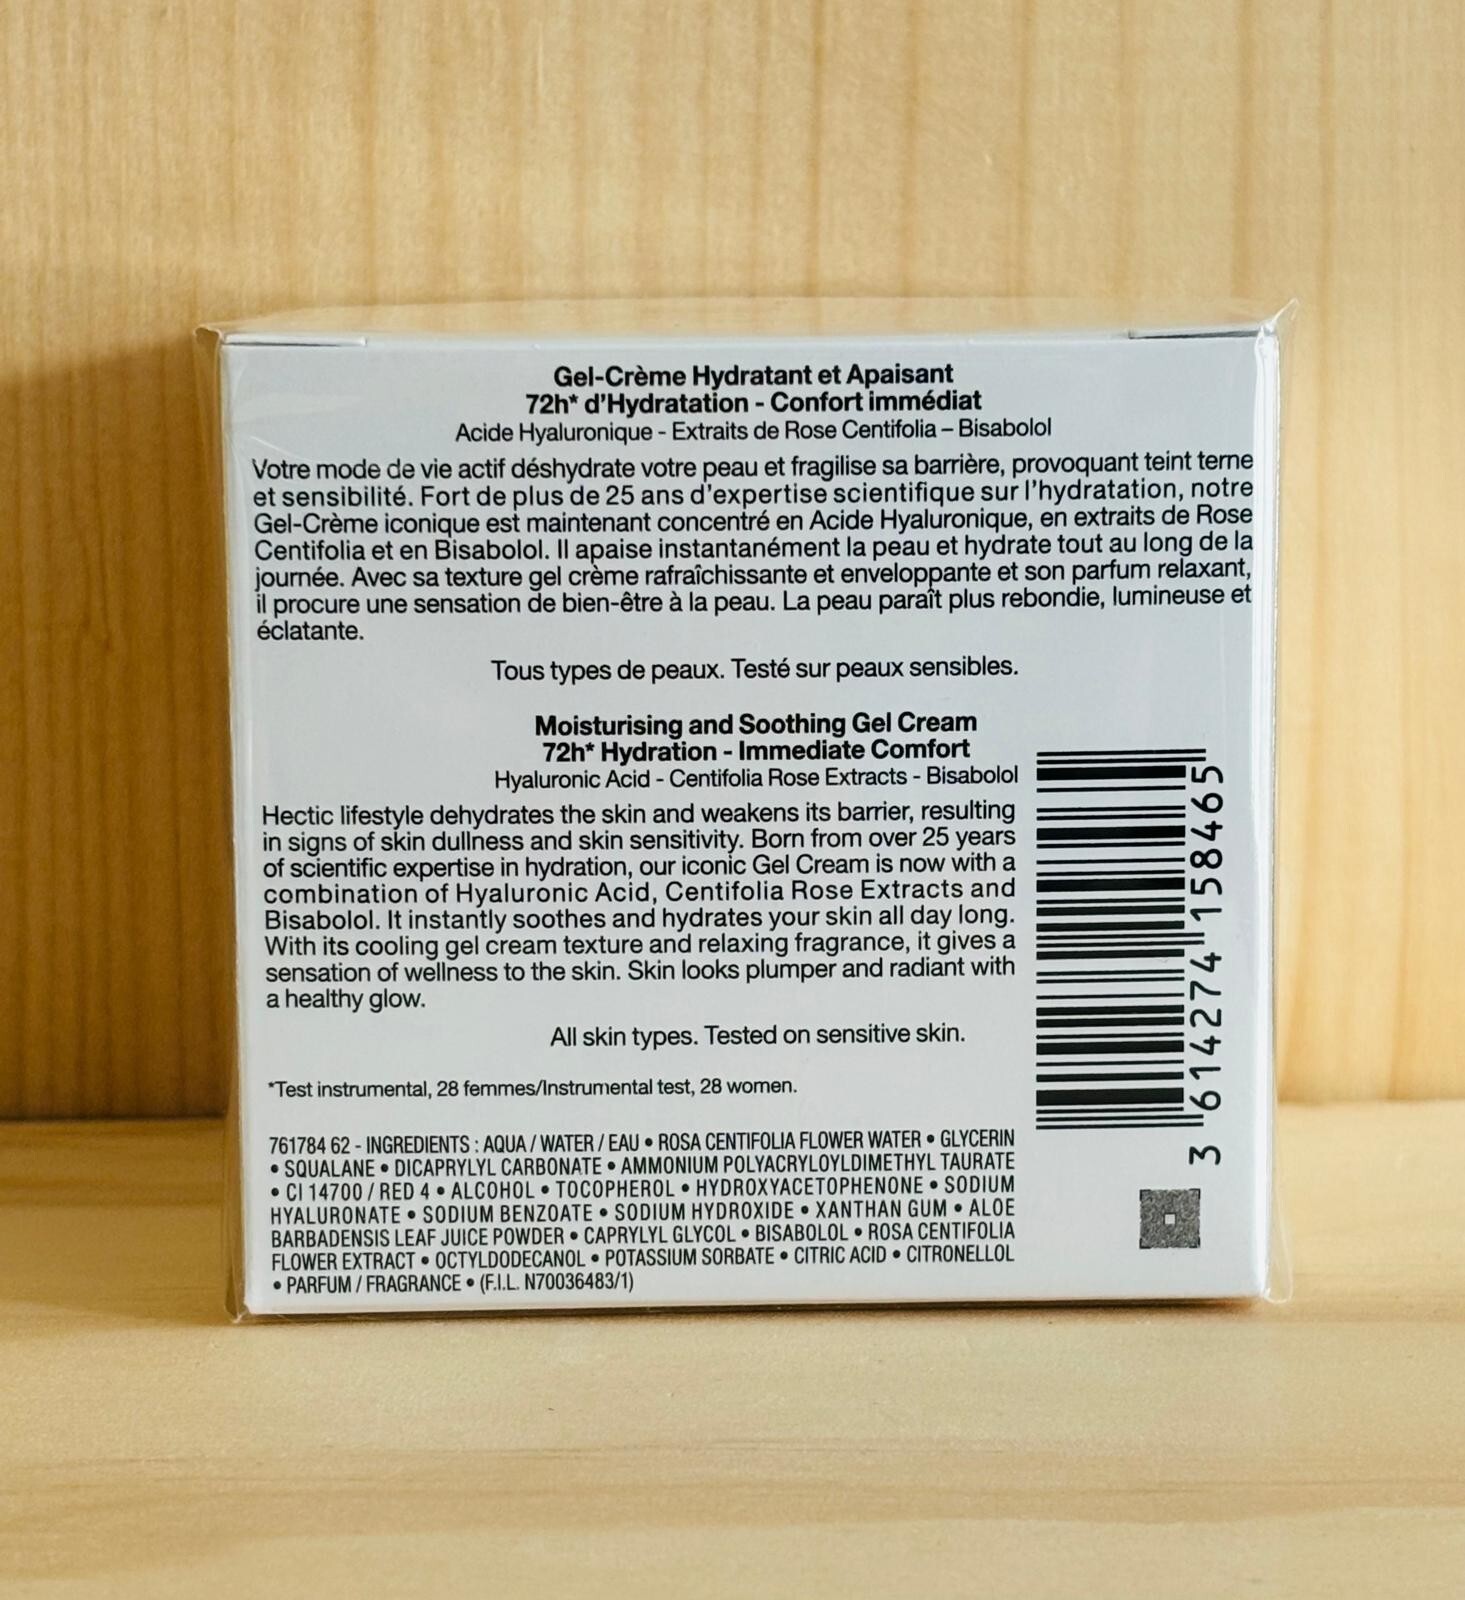 Gel-Crème Hydratant et Apaisant
72h* d'Hydratation - Confort immédiat
Acide Hyaluronique - Extraits de Rose Centifolia – Bisabolol
Votre mode de vie actif déshydrate votre peau et fragilise sa barrière, provoquant teint terne
et sensibilité. Fort de plus de 25 ans d'expertise scientifique sur l'hydratation, notre
Gel-Crème iconique est maintenant concentré en Acide Hyaluronique, en extraits de Rose
Centifolia et en Bisabolol. Il apaise instantanément la peau et hydrate tout au long de la
journée. Avec sa texture gel crème rafraîchissante et enveloppante et son parfum relaxant,
il procure une sensation de bien-être à la peau. La peau paraît plus rebondie, lumineuse et
éclatante.
Tous types de peaux. Testé sur peaux sensibles.
Moisturising and Soothing Gel Cream
72h* Hydration - Immediate Comfort
Hyaluronic Acid - Centifolia Rose Extracts - Bisabolol
Hectic lifestyle dehydrates the skin and weakens its barrier, resulting
in signs of skin dullness and skin sensitivity. Born from over 25 years
of scientific expertise in hydration, our iconic Gel Cream is now with a
combination of Hyaluronic Acid, Centifolia Rose Extracts and
Bisabolol. It instantly soothes and hydrates your skin all day long.
With its cooling gel cream texture and relaxing fragrance, it gives a
sensation of wellness to the skin. Skin looks plumper and radiant with
a healthy glow.
All skin types. Tested on sensitive skin.
*Test instrumental, 28 femmes/Instrumental test, 28 women.
761784 62 - INGREDIENTS : AQUA / WATER / EAU • ROSA CENTIFOLIA FLOWER WATER • GLYCERIN
• SQUALANE • DICAPRYLYL CARBONATE • AMMONIUM POLYACRYLOYLDIMETHYL TAURATE
• CI 14700 / RED 4 • ALCOHOL • TOCOPHEROL • HYDROXYACETOPHENONE • SODIUM
HYALURONATE • SODIUM BENZOATE • SODIUM HYDROXIDE • XANTHAN GUM • ALOE
BARBADENSIS LEAF JUICE POWDER • CAPRYLYL GLYCOL • BISABOLOL • ROSA CENTIFOLIA
FLOWER EXTRACT • OCTYLDODECANOL • POTASSIUM SORBATE • CITRIC ACID • CITRONELLOL
• PARFUM / FRAGRANCE • (F.I.L. N70036483/1)
3 614274 158465